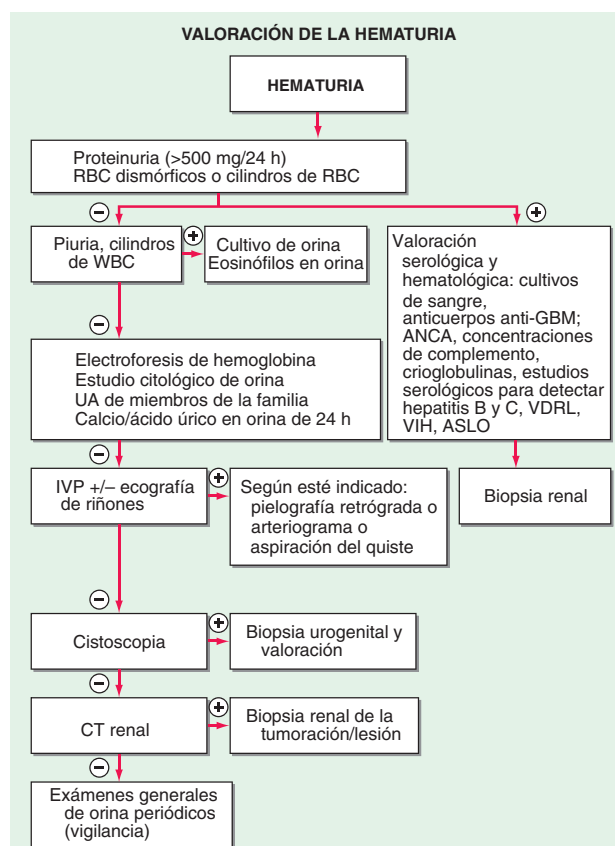 VALORACIÓN DE LA HEMATURIA
HEMATURIA
Proteinuria (>500 mg/24 h)
RBC dismórficos o cilindros de RBC
−
+
Piuria, cilindros
de WBC
+
Cultivo de orina
Eosinófilos en orina
Valoración
serológica y
hematológica: cultivos
de sangre,
anticuerpos anti-GBM;
ANCA, concentraciones
de complemento,
crioglobulinas, estudios
serológicos para detectar
hepatitis B y C, VDRL,
VIH, ASLO
−
Electroforesis de hemoglobina
Estudio citológico de orina
UA de miembros de la familia
Calcio/ácido úrico en orina de 24 h
−
IVP +/− ecografía
de riñones
+
Según esté indicado:
pielografía retrógrada o
arteriograma o
aspiración del quiste
Biopsia renal
−
Cistoscopia
+
Biopsia urogenital y
valoración
−
CT renal
+
Biopsia renal de la
tumoración/lesión
−
Exámenes generales
de orina periódicos
(vigilancia)